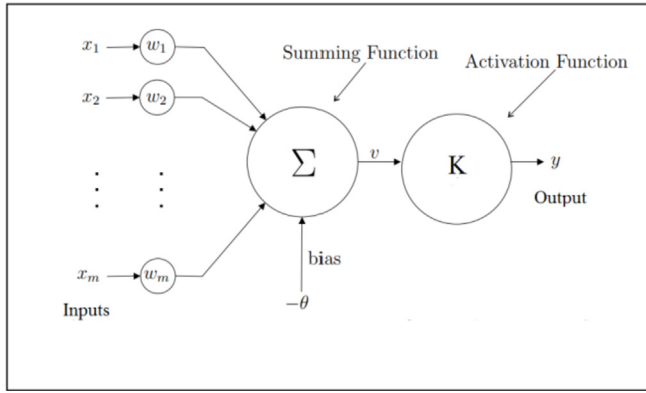 Summing Function
Activation Function
x₁ w₁
x₂ w₂
Σ v K y
Output
bias
xₘ wₘ
−θ
Inputs